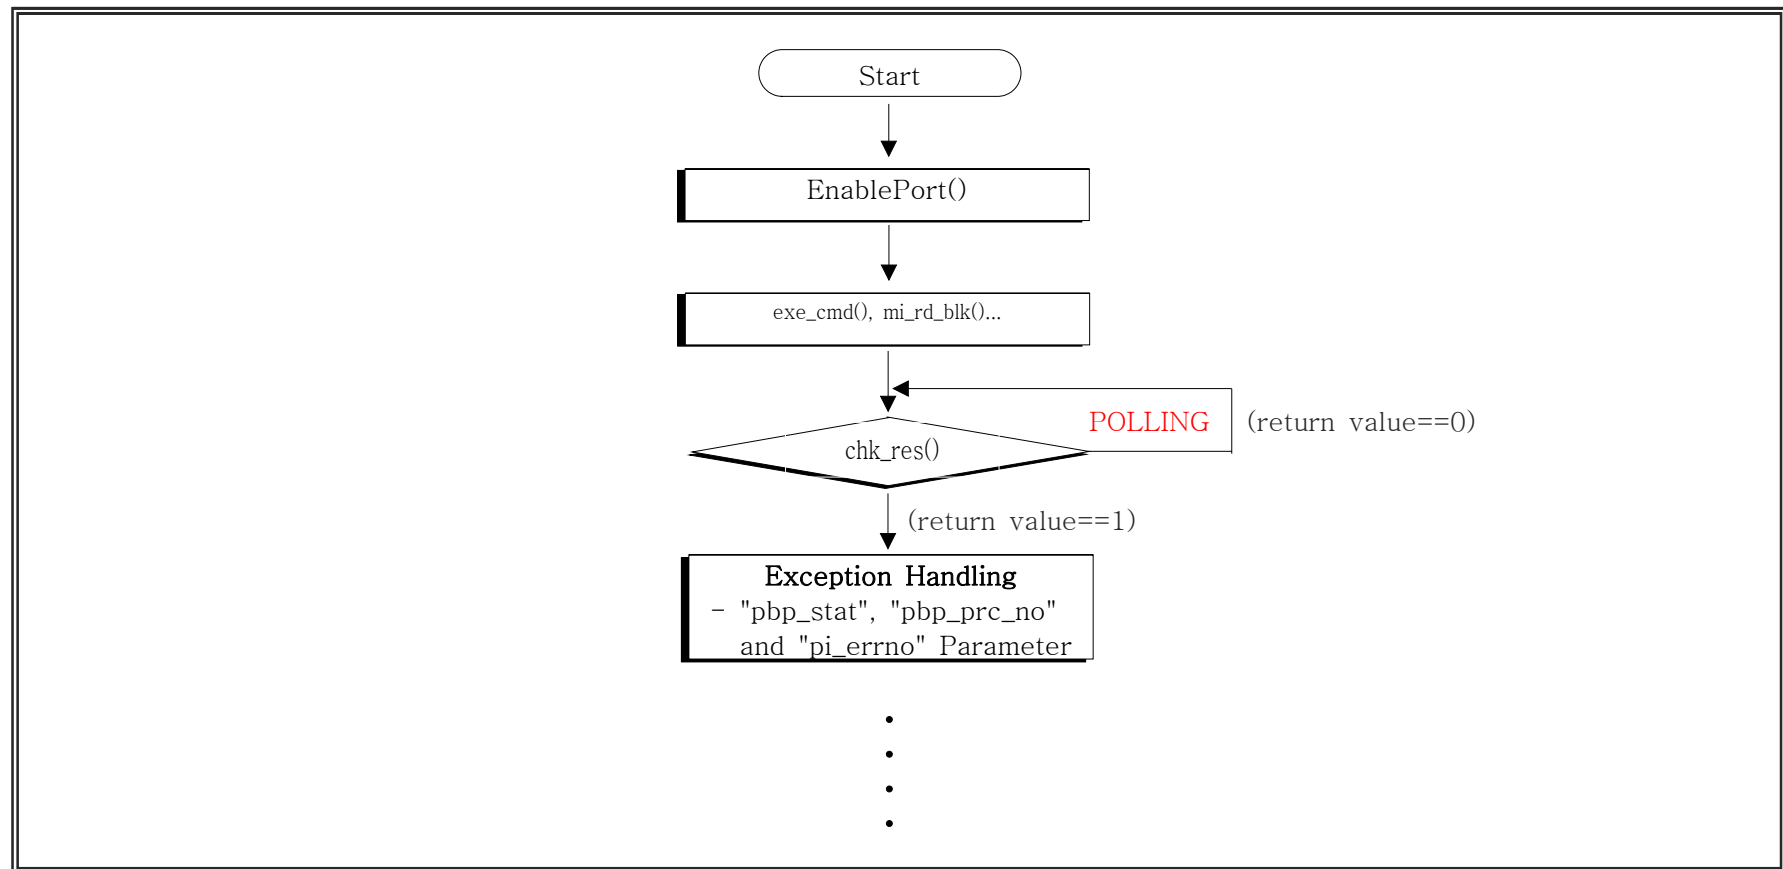 Start
EnablePort()
exe_cmd(), mi_rd_blk()...
POLLING (return value==0)
chk_res()
(return value==1)
Exception Handling
- "pbp_stat", "pbp_prc_no"
and "pi_errno" Parameter